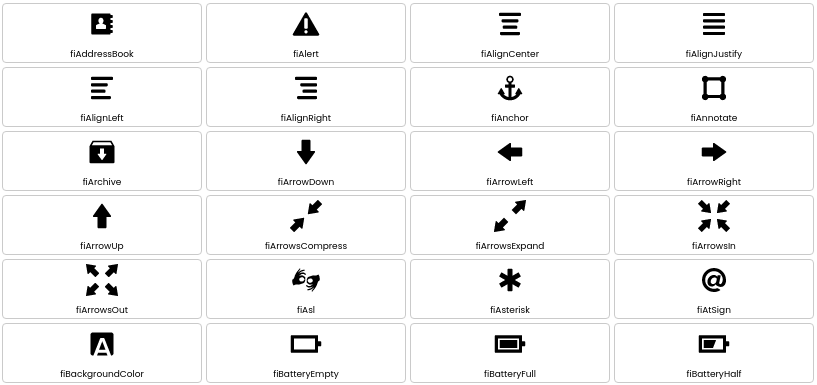 fiAddressBook fiAlert fiAlignCenter fiAlignJustify
fiAlignLeft fiAlignRight fiAnchor fiAnnotate
fiArchive fiArrowDown fiArrowLeft fiArrowRight
fiArrowUp fiArrowsCompress fiArrowsExpand fiArrowsIn
fiArrowsOut fiAsl fiAsterisk fiAtSign
fiBackgroundColor fiBatteryEmpty fiBatteryFull fiBatteryHalf